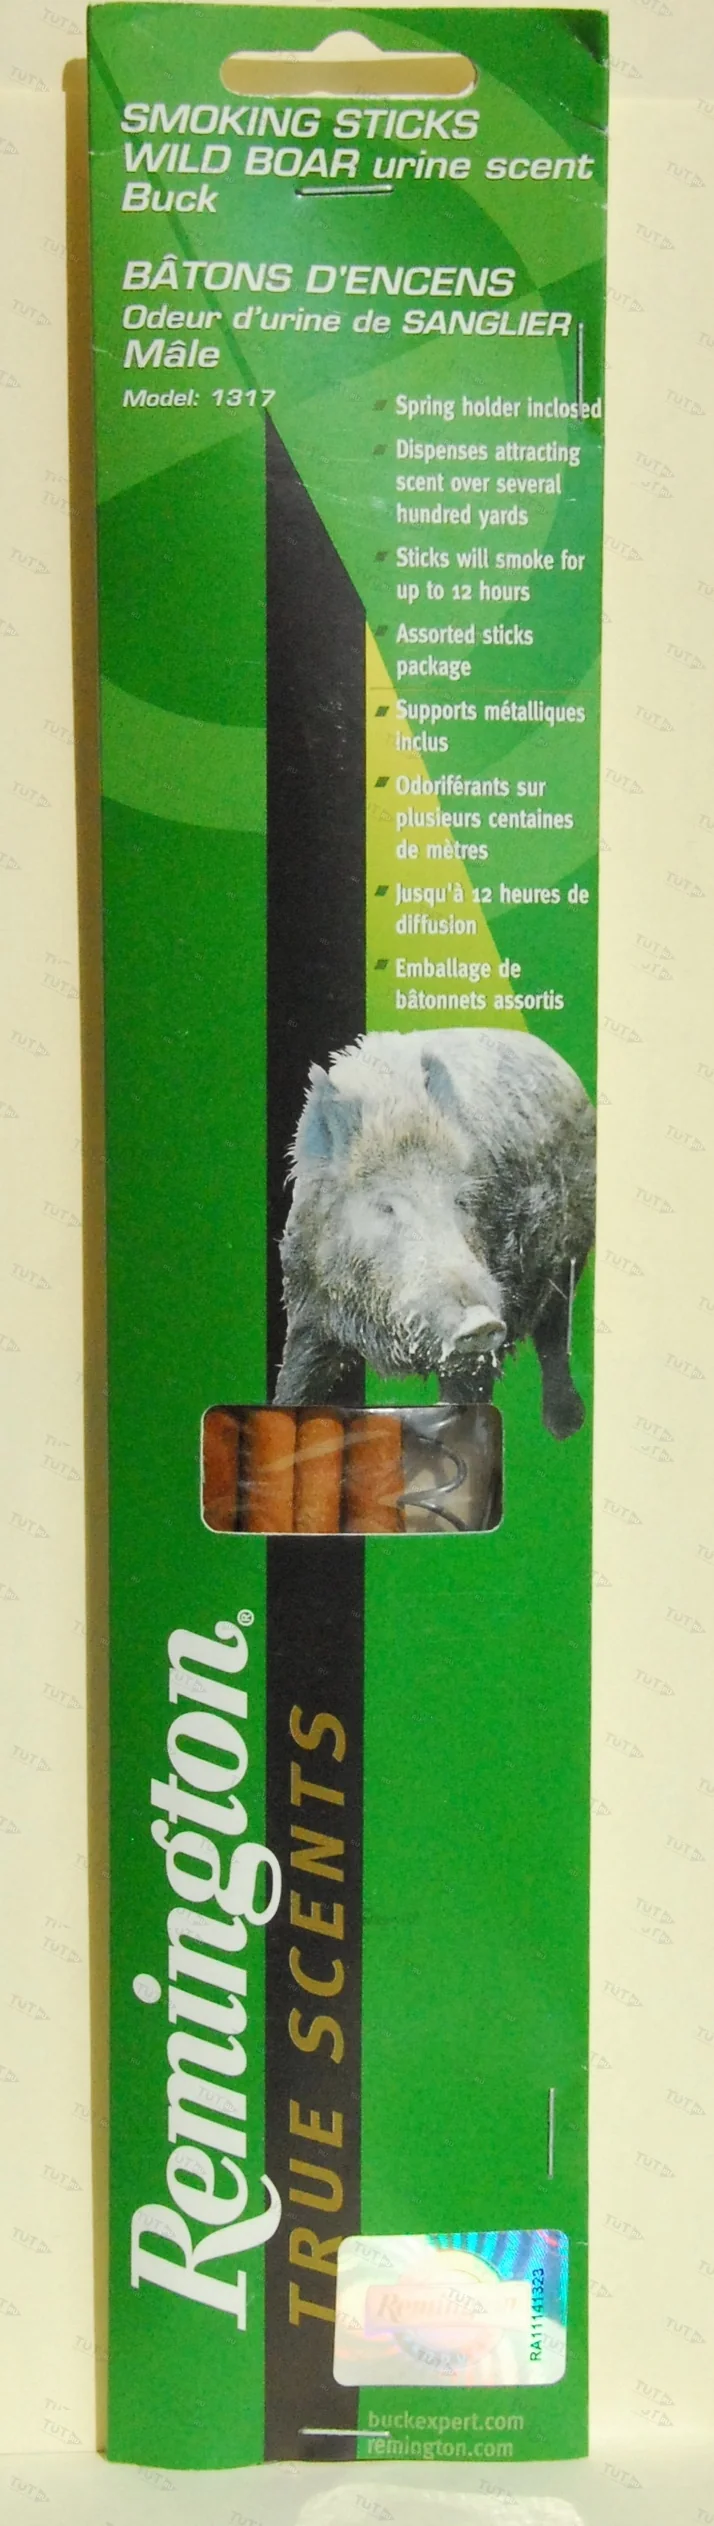 SMOKING STICKS
WILD BOAR urine scent
Buck
BÂTONS D'ENCENS
Odeur d'urine de SANGLIER
Mâle
Model: 1317
Spring holder inclosed
Dispenses attracting
scent over several
hundred yards
Sticks will smoke for
up to 12 hours
Assorted sticks
package
Supports métalliques
inclus
Odoriférants sur
plusieurs centaines
de mètres
Jusqu'à 12 heures de
diffusion
Emballage de
bâtonnets assortis
Remington®
TRUE SCENTS
Remington
RA11141323
buckexpert.com
remington.com